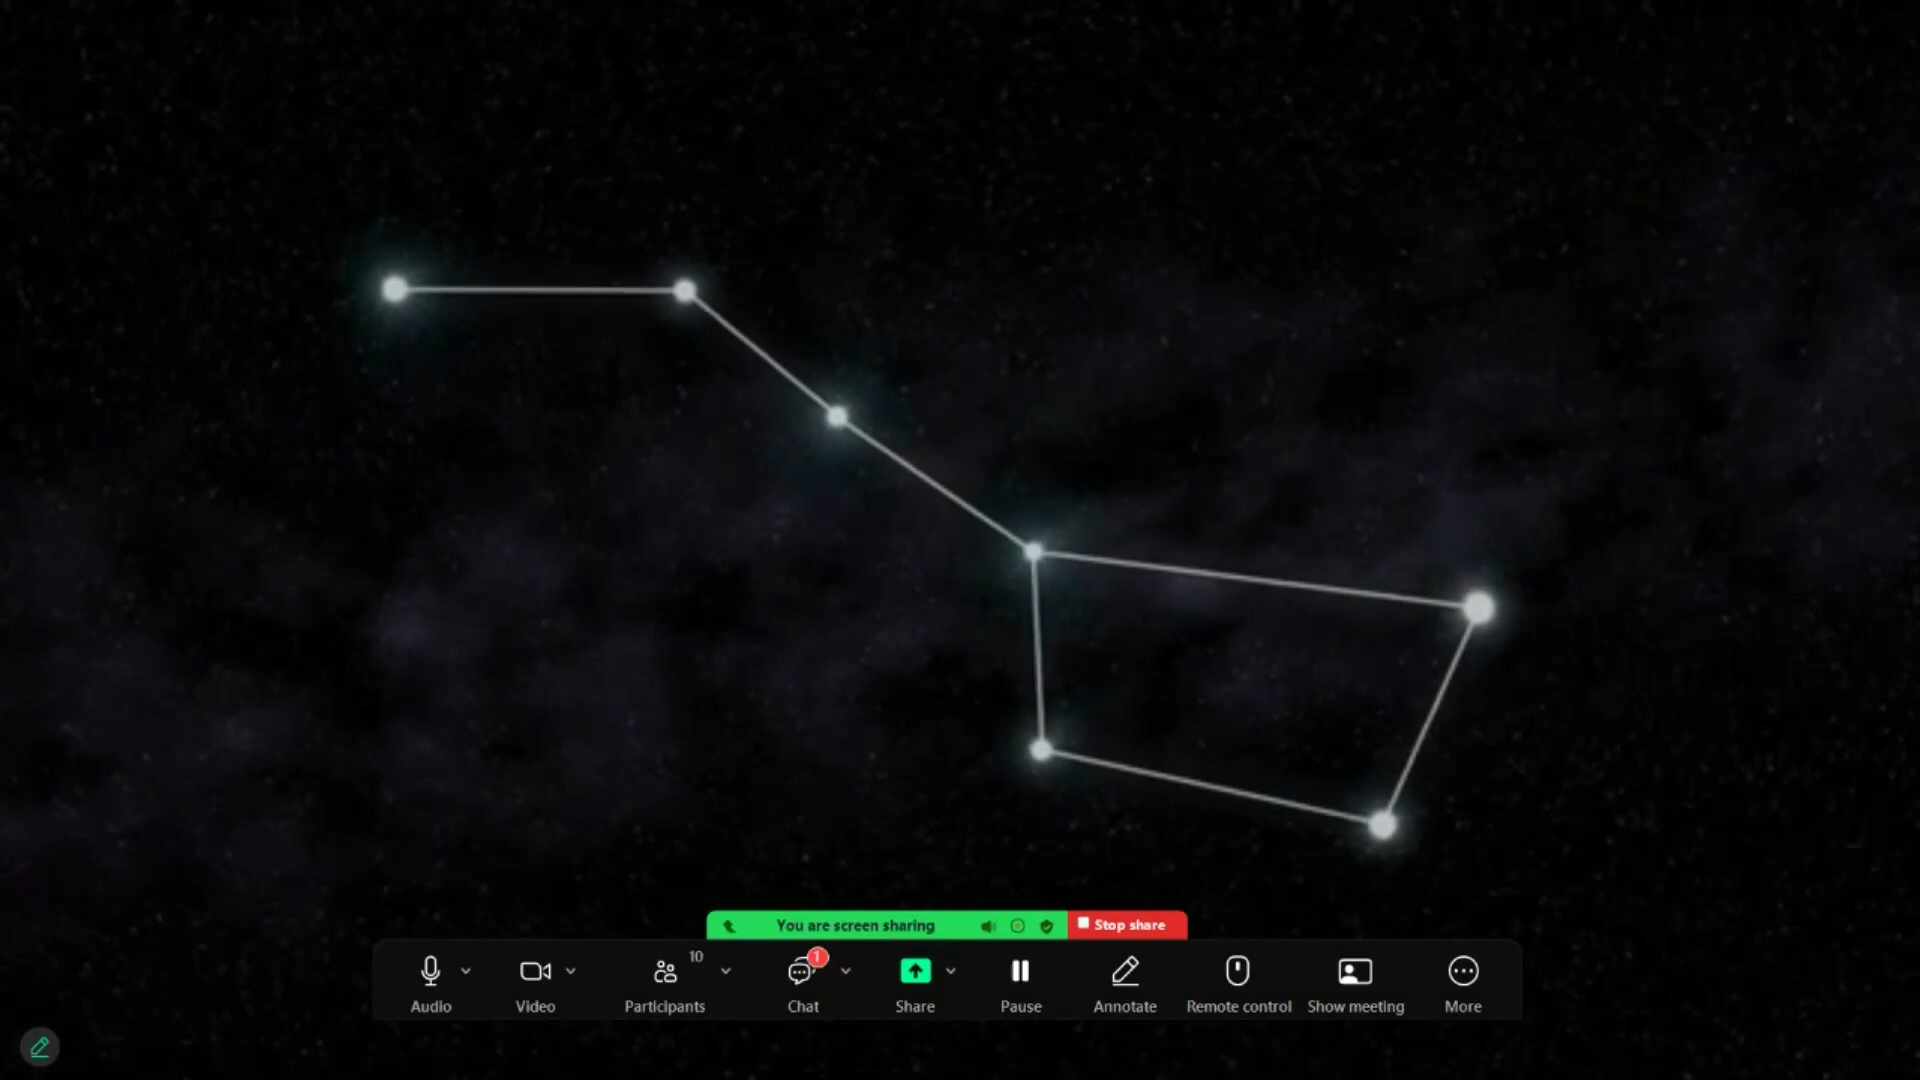 You are screen sharing
Stop share
10
1
Audio
Video
Participants
Chat
Share
Pause
Annotate
Remote control
Show meeting
More